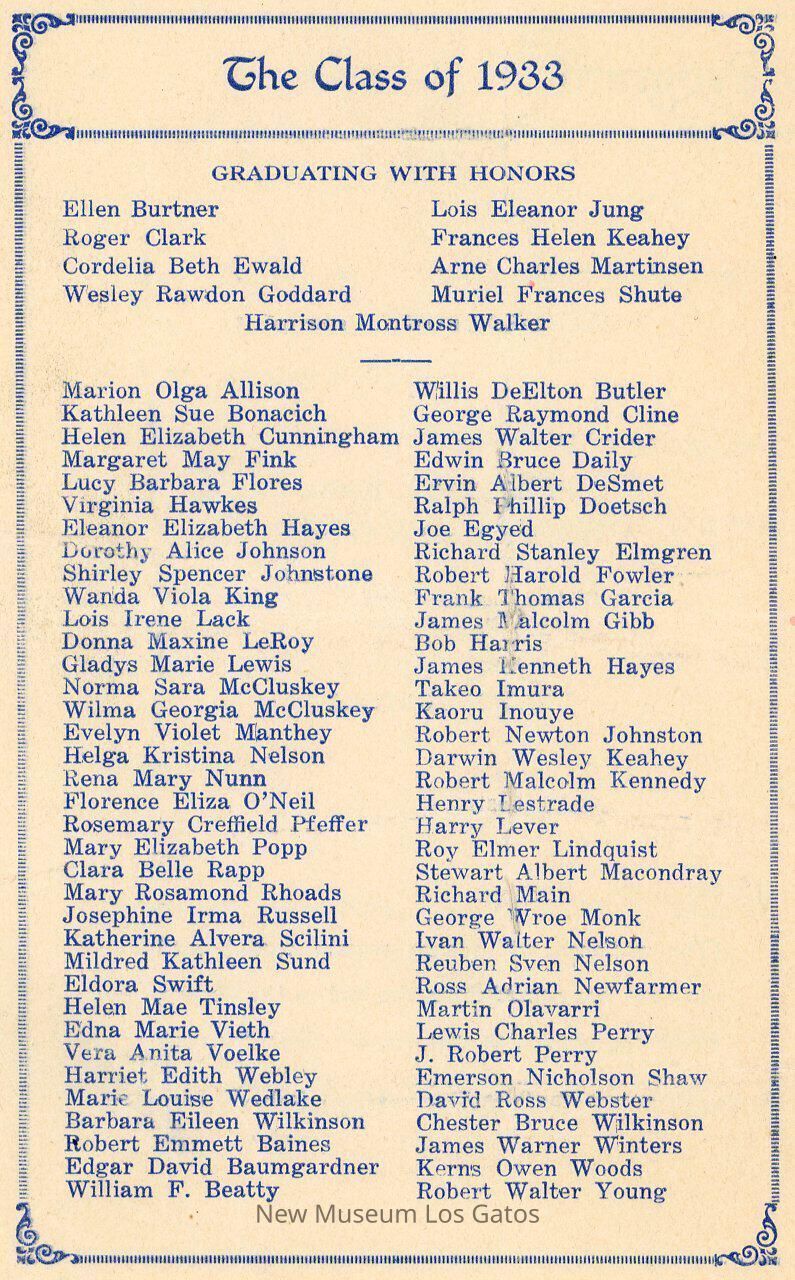 The Class of 1933
GRADUATING WITH HONORS
Ellen Burtner
Roger Clark
Cordelia Beth Ewald
Wesley Rawdon Goddard
Lois Eleanor Jung
Frances Helen Keahey
Arne Charles Martinsen
Muriel Frances Shute
Harrison Montross Walker
Marion Olga Allison
Kathleen Sue Bonacich
Helen Elizabeth Cunningham
Margaret May Fink
Lucy Barbara Flores
Virginia Hawkes
Eleanor Elizabeth Hayes
Dorothy Alice Johnson
Shirley Spencer Johnstone
Wanda Viola King
Lois Irene Lack
Donna Maxine LeRoy
Gladys Marie Lewis
Norma Sara McCluskey
Wilma Georgia McCluskey
Evelyn Violet Manthey
Helga Kristina Nelson
Rena Mary Nunn
Florence Eliza O'Neil
Rosemary Creffield Pfeffer
Mary Elizabeth Popp
Clara Belle Rapp
Mary Rosamond Rhoads
Josephine Irma Russell
Katherine Alvera Scilini
Mildred Kathleen Sund
Eldora Swift
Helen Mae Tinsley
Edna Marie Vieth
Vera Anita Voelke
Harriet Edith Webley
Marie Louise Wedlake
Barbara Eileen Wilkinson
Robert Emmett Baines
Edgar David Baumgardner
William F. Beatty
Willis DeElton Butler
George Raymond Cline
James Walter Crider
Edwin Bruce Daily
Ervin Albert DeSmet
Ralph Phillip Doetsch
Joe Egyed
Richard Stanley Elmgren
Robert Harold Fowler
Frank Thomas Garcia
James Malcolm Gibb
Bob Harris
James Kenneth Hayes
Takeo Imura
Kaoru Inouye
Robert Newton Johnston
Darwin Wesley Keahey
Robert Malcolm Kennedy
Henry Lestrade
Harry Lever
Roy Elmer Lindquist
Stewart Albert Macondray
Richard Main
George Wroe Monk
Ivan Walter Nelson
Reuben Sven Nelson
Ross Adrian Newfarmer
Martin Olavarri
Lewis Charles Perry
J. Robert Perry
Emerson Nicholson Shaw
David Ross Webster
Chester Bruce Wilkinson
James Warner Winters
Kerns Owen Woods
Robert Walter Young
New Museum Los Gatos